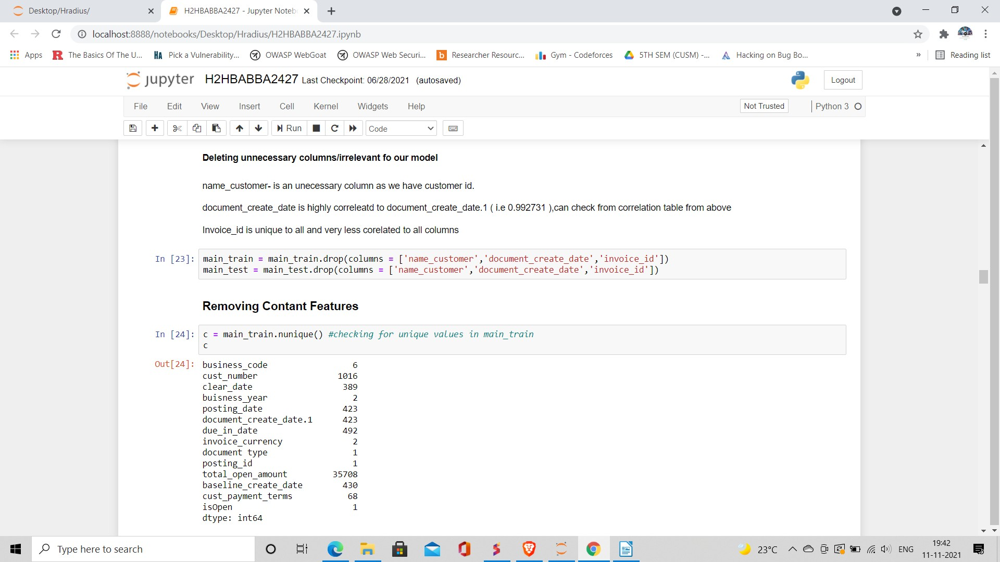 Desktop/Hradius/
H2HBABBA2427 - Jupyter Noteb
localhost:8888/notebooks/Desktop/Hradius/H2HBABBA2427.ipynb
Apps The Basics Of The U... Pick a Vulnerability... OWASP WebGoat OWASP Web Securi... Researcher Resourc... Gym - Codeforces 5TH SEM (CUSM) -... Hacking on Bug Bo... » Reading list
jupyter H2HBABBA2427 Last Checkpoint: 06/28/2021 (autosaved) Logout
File Edit View Insert Cell Kernel Widgets Help Not Trusted Python 3
Run Code
Deleting unnecessary columns/irrelevant fo our model
name_customer- is an unecessary column as we have customer id.
document_create_date is highly correleatd to document_create_date.1 ( i.e 0.992731 ),can check from correlation table from above
Invoice_id is unique to all and very less corelated to all columns
In [23]: main_train = main_train.drop(columns = ['name_customer','document_create_date','invoice_id'])
main_test = main_test.drop(columns = ['name_customer','document_create_date','invoice_id'])
Removing Contant Features
In [24]: c = main_train.nunique() #checking for unique values in main_train
c
Out[24]: business_code 6
cust_number 1016
clear_date 389
buisness_year 2
posting_date 423
document_create_date.1 423
due_in_date 492
invoice_currency 2
document type 1
posting_id 1
total_open_amount 35708
baseline_create_date 430
cust_payment_terms 68
isOpen 1
dtype: int64
Type here to search
23°C ENG
19:42
11-11-2021